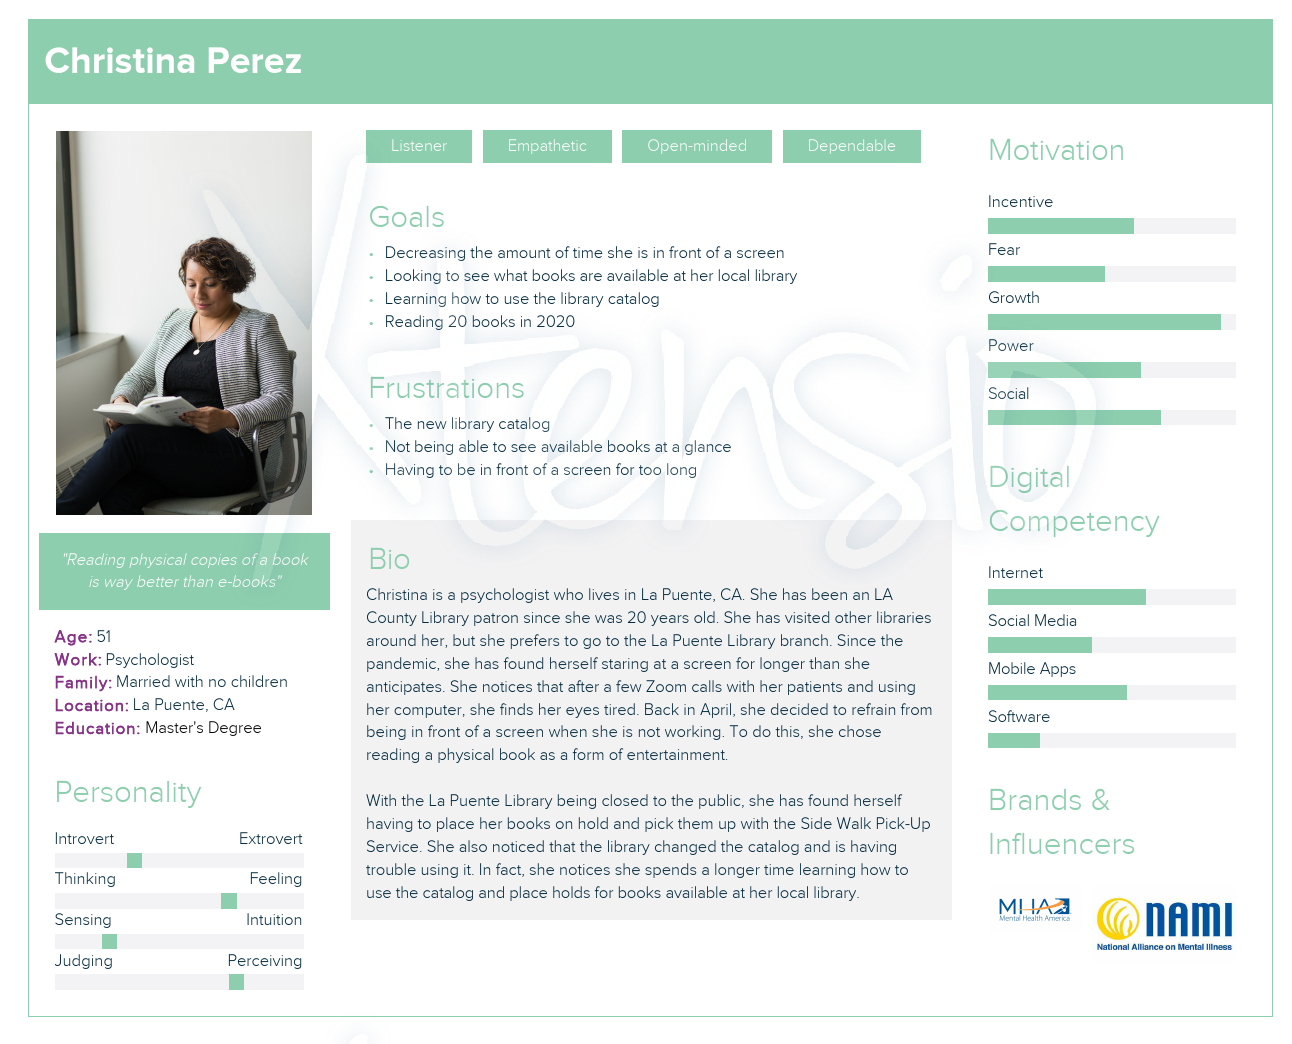 Christina Perez
Listener
Empathetic
Open-minded
Dependable
Goals
Decreasing the amount of time she is in front of a screen
Looking to see what books are available at her local library
Learning how to use the library catalog
Reading 20 books in 2020
Frustrations
The new library catalog
Not being able to see available books at a glance
Having to be in front of a screen for too long
"Reading physical copies of a book
is way better than e-books"
Age: 51
Work: Psychologist
Family: Married with no children
Location: La Puente, CA
Education: Master's Degree
Personality
Introvert Extrovert
Thinking Feeling
Sensing Intuition
Judging Perceiving
Bio
Christina is a psychologist who lives in La Puente, CA. She has been an LA
County Library patron since she was 20 years old. She has visited other libraries
around her, but she prefers to go to the La Puente Library branch. Since the
pandemic, she has found herself staring at a screen for longer than she
anticipates. She notices that after a few Zoom calls with her patients and using
her computer, she finds her eyes tired. Back in April, she decided to refrain from
being in front of a screen when she is not working. To do this, she chose
reading a physical book as a form of entertainment.
With the La Puente Library being closed to the public, she has found herself
having to place her books on hold and pick them up with the Side Walk Pick-Up
Service. She also noticed that the library changed the catalog and is having
trouble using it. In fact, she notices she spends a longer time learning how to
use the catalog and place holds for books available at her local library.
Motivation
Incentive
Fear
Growth
Power
Social
Digital
Competency
Internet
Social Media
Mobile Apps
Software
Brands &
Influencers
MHA
Mental Health America
NAMI
National Alliance on Mental Illness
Xtensio